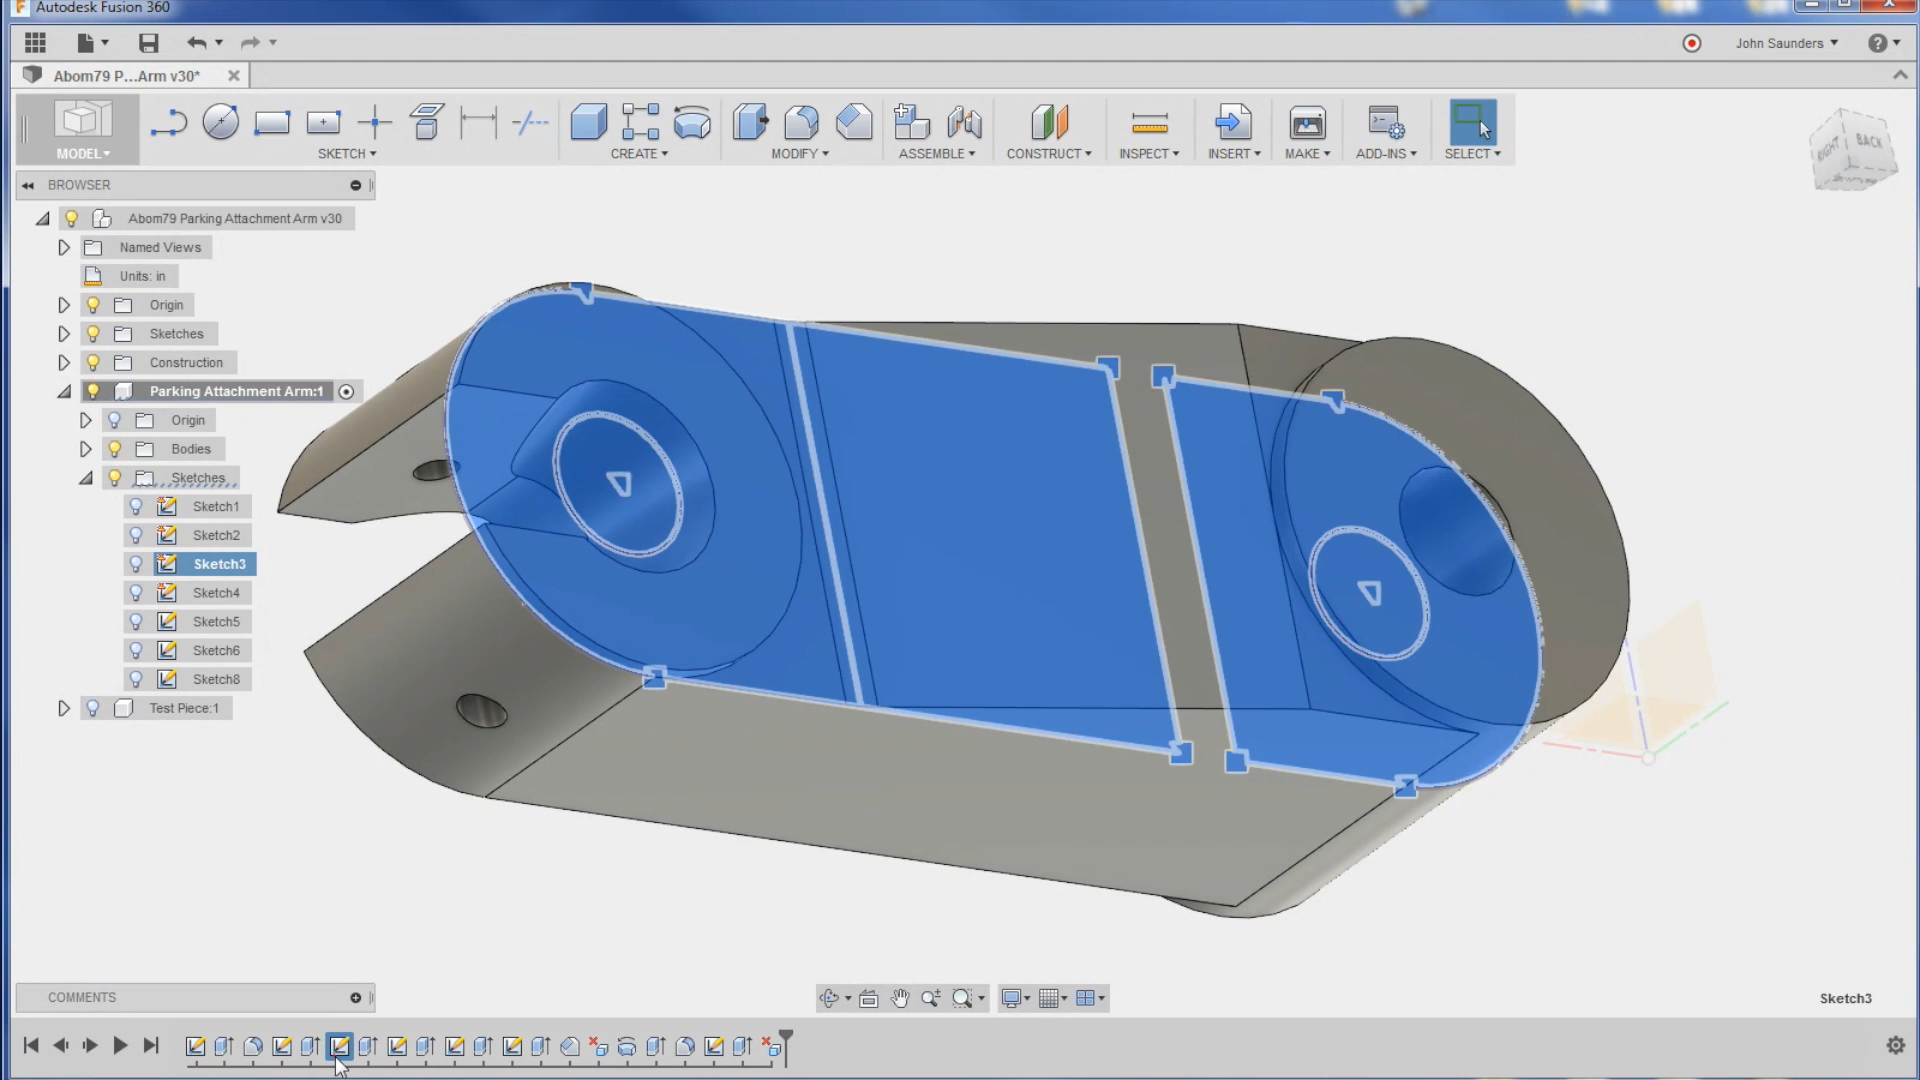 Autodesk Fusion 360
John Saunders
Abom79 P...Arm v30*
MODEL
SKETCH
CREATE
MODIFY
ASSEMBLE
CONSTRUCT
INSPECT
INSERT
MAKE
ADD-INS
SELECT
RIGHT
BACK
BROWSER
Abom79 Parking Attachment Arm v30
Named Views
Units: in
Origin
Sketches
Construction
Parking Attachment Arm:1
Origin
Bodies
Sketches
Sketch1
Sketch2
Sketch3
Sketch4
Sketch5
Sketch6
Sketch8
Test Piece:1
COMMENTS
Sketch3